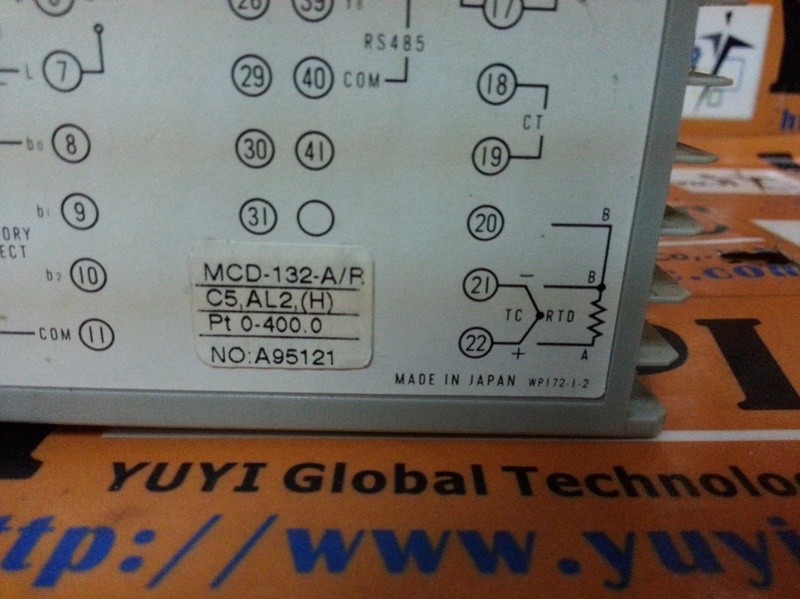 RS485
L 7
29 40 COM
18
CT
b0 8
30 41
19
b1 9
31
20 B
ORY
ECT
b2 10
MCD-132-A/R
C5,AL2,(H)
Pt 0-400.0
NO:A95121
21 − B
TC RTD
COM 11
22 + A
MADE IN JAPAN WP172-1-2
YUYI Global Technolo
ttp://www.yuyi